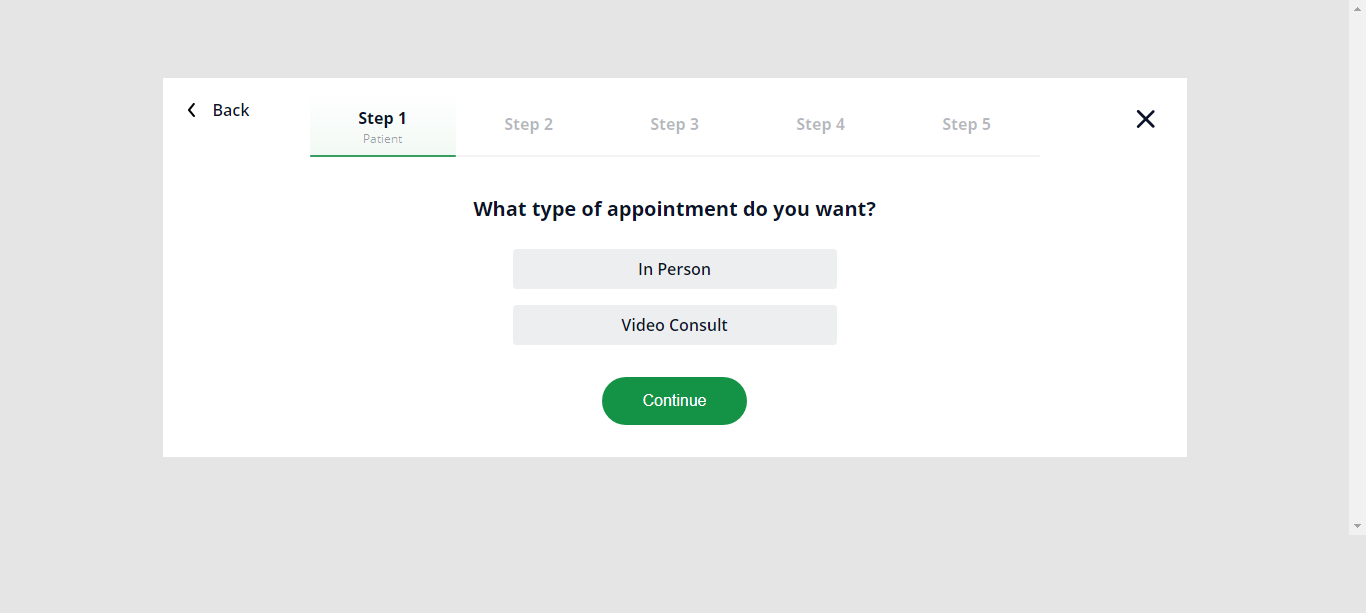 Back
Step 1
Patient
Step 2
Step 3
Step 4
Step 5
What type of appointment do you want?
In Person
Video Consult
Continue